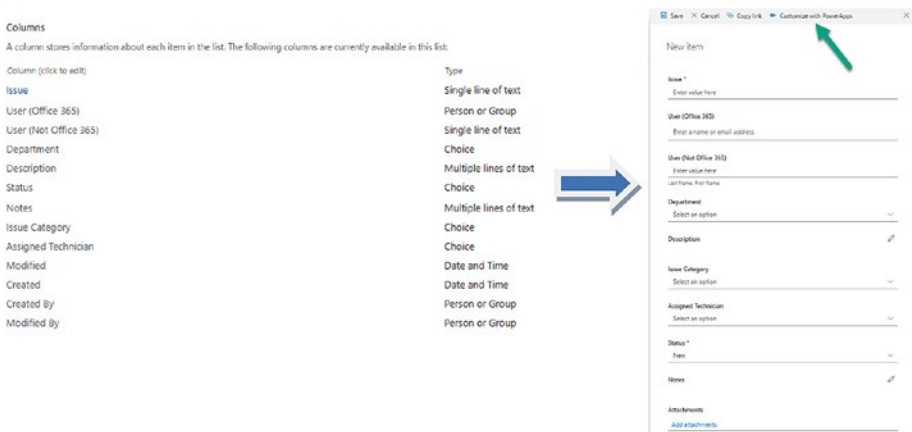 Columns
A column stores information about each item in the list. The following columns are currently available in this list:
Column (click to edit) Type
Issue Single line of text
User (Office 365) Person or Group
User (Not Office 365) Single line of text
Department Choice
Description Multiple lines of text
Status Choice
Notes Multiple lines of text
Issue Category Choice
Assigned Technician Choice
Modified Date and Time
Created Date and Time
Created By Person or Group
Modified By Person or Group
Save Cancel Copy link Customize with PowerApps
New item
Issue *
Enter value here
User (Office 365)
Enter a name or email address
User (Not Office 365)
Enter value here
Last Name, First Name
Department
Select an option
Description
Issue Category
Select an option
Assigned Technician
Select an option
Status *
New
Notes
Attachments
Add attachments